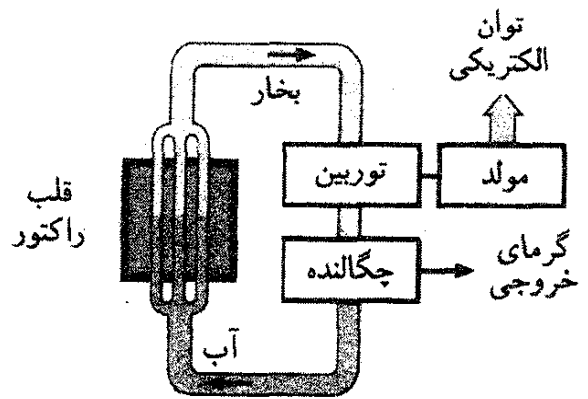 توان
الکتریکی
بخار
توربین
مولد
قلب
راکتور
چگالنده
گرمای
خروجی
آب